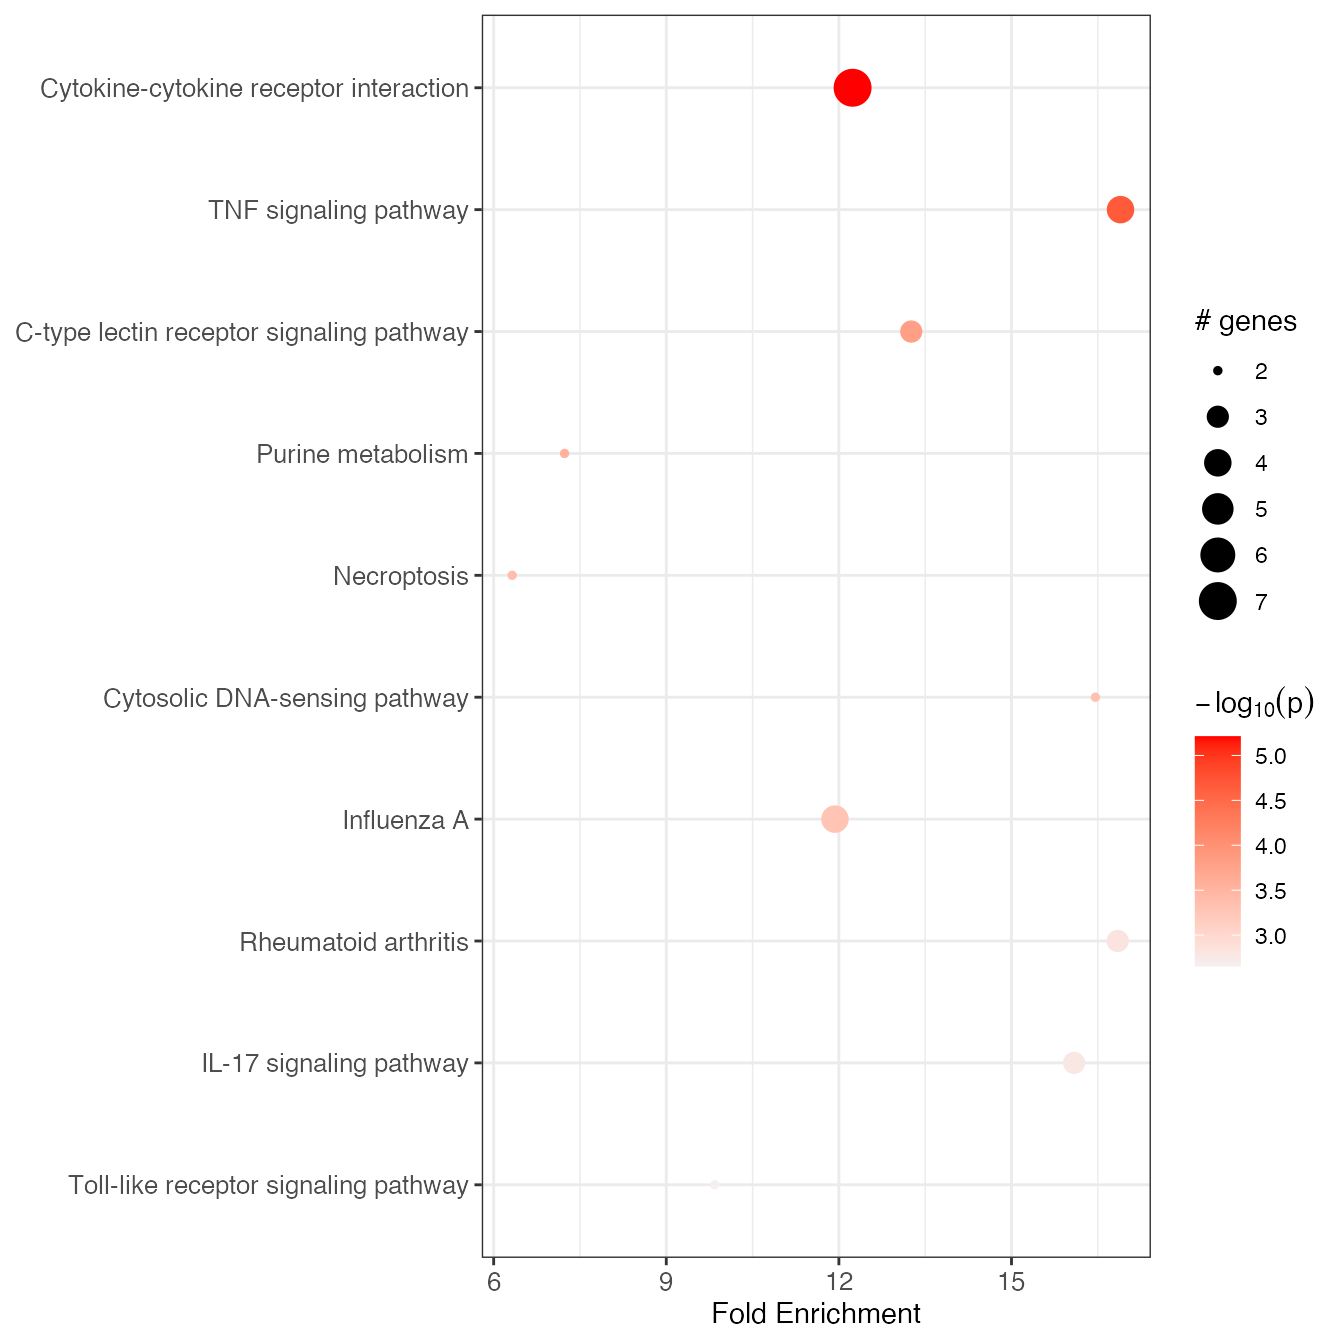 Cytokine-cytokine receptor interaction
TNF signaling pathway
C-type lectin receptor signaling pathway
Purine metabolism
Necroptosis
Cytosolic DNA-sensing pathway
Influenza A
Rheumatoid arthritis
IL-17 signaling pathway
Toll-like receptor signaling pathway
6 9 12 15
Fold Enrichment
# genes
2
3
4
5
6
7
−log₁₀(p)
5.0
4.5
4.0
3.5
3.0